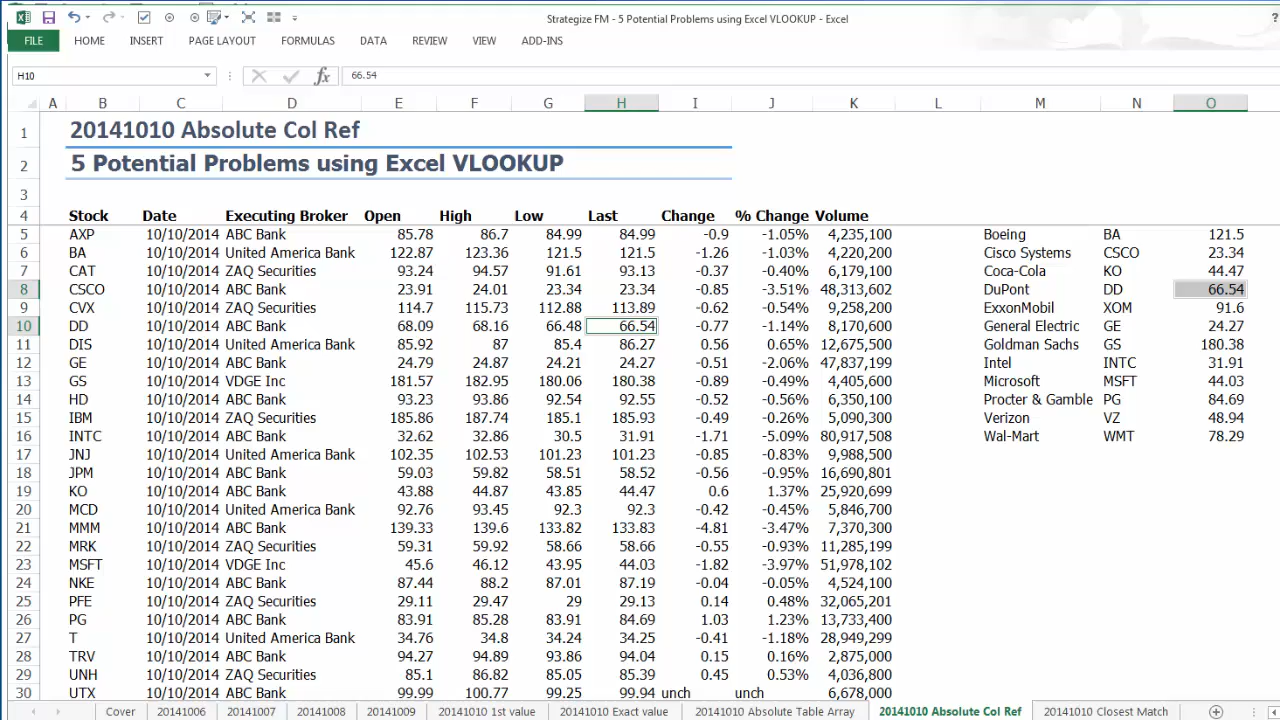 Strategize FM - 5 Potential Problems using Excel VLOOKUP - Excel
?
FILE HOME INSERT PAGE LAYOUT FORMULAS DATA REVIEW VIEW ADD-INS
H10 fx 66.54
A B C D E F G H I J K L M N O
1 20141010 Absolute Col Ref
2 5 Potential Problems using Excel VLOOKUP
3
4 Stock Date Executing Broker Open High Low Last Change % Change Volume
5 AXP 10/10/2014 ABC Bank 85.78 86.7 84.99 84.99 -0.9 -1.05% 4,235,100 Boeing BA 121.5
6 BA 10/10/2014 United America Bank 122.87 123.36 121.5 121.5 -1.26 -1.03% 4,220,200 Cisco Systems CSCO 23.34
7 CAT 10/10/2014 ZAQ Securities 93.24 94.57 91.61 93.13 -0.37 -0.40% 6,179,100 Coca-Cola KO 44.47
8 CSCO 10/10/2014 ABC Bank 23.91 24.01 23.34 23.34 -0.85 -3.51% 48,313,602 DuPont DD 66.54
9 CVX 10/10/2014 ZAQ Securities 114.7 115.73 112.88 113.89 -0.62 -0.54% 9,258,200 ExxonMobil XOM 91.6
10 DD 10/10/2014 ABC Bank 68.09 68.16 66.48 66.54 -0.77 -1.14% 8,170,600 General Electric GE 24.27
11 DIS 10/10/2014 United America Bank 85.92 87 85.4 86.27 0.56 0.65% 12,675,500 Goldman Sachs GS 180.38
12 GE 10/10/2014 ABC Bank 24.79 24.87 24.21 24.27 -0.51 -2.06% 47,837,199 Intel INTC 31.91
13 GS 10/10/2014 VDGE Inc 181.57 182.95 180.06 180.38 -0.89 -0.49% 4,405,600 Microsoft MSFT 44.03
14 HD 10/10/2014 ABC Bank 93.23 93.86 92.54 92.55 -0.52 -0.56% 6,350,100 Procter & Gamble PG 84.69
15 IBM 10/10/2014 ZAQ Securities 185.86 187.74 185.1 185.93 -0.49 -0.26% 5,090,300 Verizon VZ 48.94
16 INTC 10/10/2014 ABC Bank 32.62 32.86 30.5 31.91 -1.71 -5.09% 80,917,508 Wal-Mart WMT 78.29
17 JNJ 10/10/2014 United America Bank 102.35 102.53 101.23 101.23 -0.85 -0.83% 9,988,500
18 JPM 10/10/2014 ABC Bank 59.03 59.82 58.51 58.52 -0.56 -0.95% 16,690,801
19 KO 10/10/2014 ABC Bank 43.88 44.87 43.85 44.47 0.6 1.37% 25,920,699
20 MCD 10/10/2014 United America Bank 92.76 93.45 92.3 92.3 -0.42 -0.45% 5,846,700
21 MMM 10/10/2014 ABC Bank 139.33 139.6 133.82 133.83 -4.81 -3.47% 7,370,300
22 MRK 10/10/2014 ZAQ Securities 59.31 59.92 58.66 58.66 -0.55 -0.93% 11,285,199
23 MSFT 10/10/2014 VDGE Inc 45.6 46.12 43.95 44.03 -1.82 -3.97% 51,978,102
24 NKE 10/10/2014 ABC Bank 87.44 88.2 87.01 87.19 -0.04 -0.05% 4,524,100
25 PFE 10/10/2014 ZAQ Securities 29.11 29.47 29 29.13 0.14 0.48% 32,065,201
26 PG 10/10/2014 ABC Bank 83.91 85.28 83.91 84.69 1.03 1.23% 13,733,400
27 T 10/10/2014 United America Bank 34.76 34.8 34.24 34.25 -0.41 -1.18% 28,949,299
28 TRV 10/10/2014 ABC Bank 94.27 94.89 93.86 94.04 0.15 0.16% 2,875,000
29 UNH 10/10/2014 ZAQ Securities 85.1 86.82 85.05 85.39 0.45 0.53% 4,036,800
30 UTX 10/10/2014 ABC Bank 99.99 100.77 99.25 99.94 unch unch 6,678,000
Cover 20141006 20141007 20141008 20141009 20141010 1st value 20141010 Exact value 20141010 Absolute Table Array 20141010 Absolute Col Ref 20141010 Closest Match